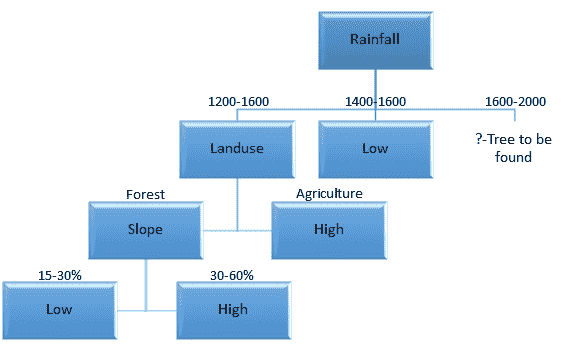 Rainfall
1200-1600
1400-1600
1600-2000
Landuse
Low
?-Tree to be
found
Forest
Agriculture
Slope
High
15-30%
30-60%
Low
High